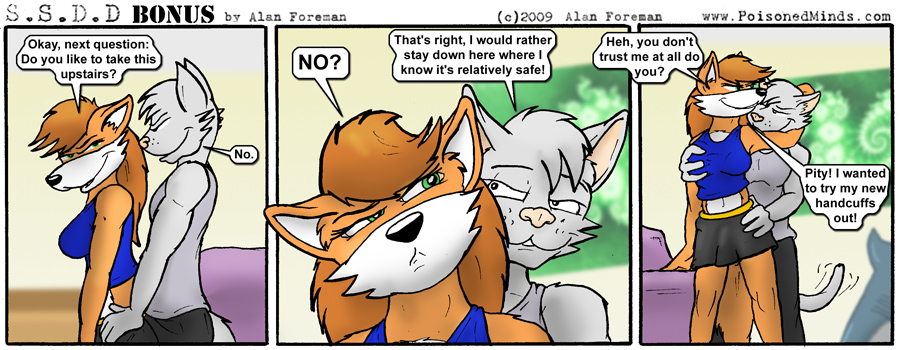 S.S.D.D BONUS by Alan Foreman (c)2009 Alan Foreman www.PoisonedMinds.com
Okay, next question:
Do you like to take this
upstairs?
No.
NO?
That's right, I would rather
stay down here where I
know it's relatively safe!
Heh, you don't
trust me at all do
you?
Pity! I wanted
to try my new
handcuffs
out!